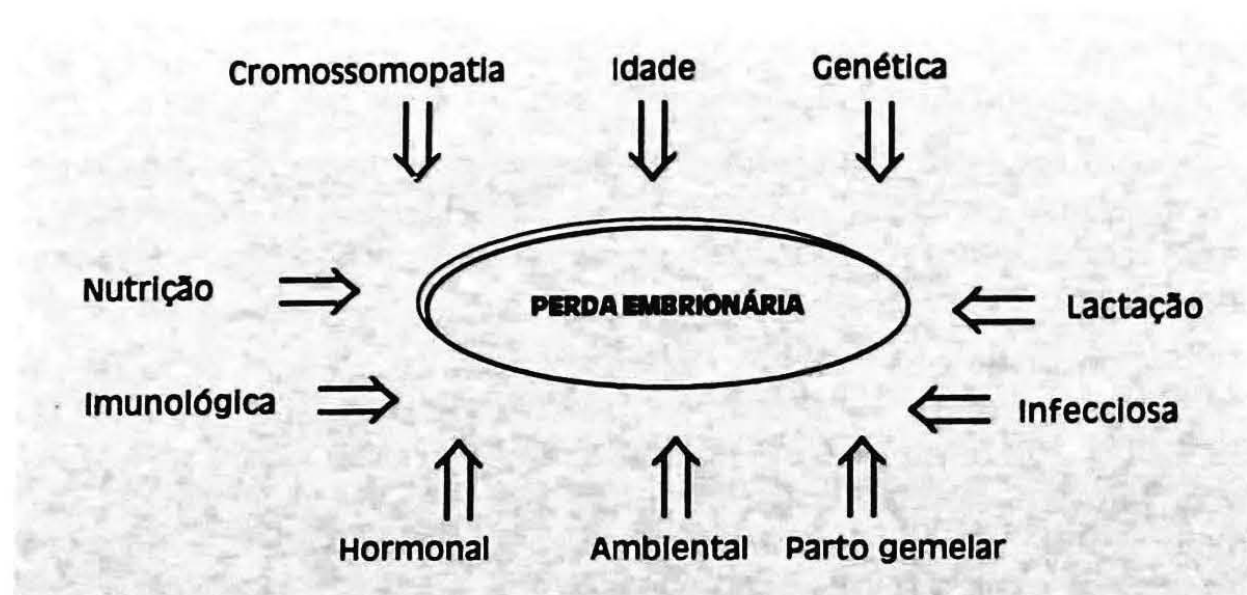 Cromossomopatia Idade Genética
Nutrição PERDA EMBRIONÁRIA Lactação
Imunológica Infecciosa
Hormonal Ambiental Parto gemelar